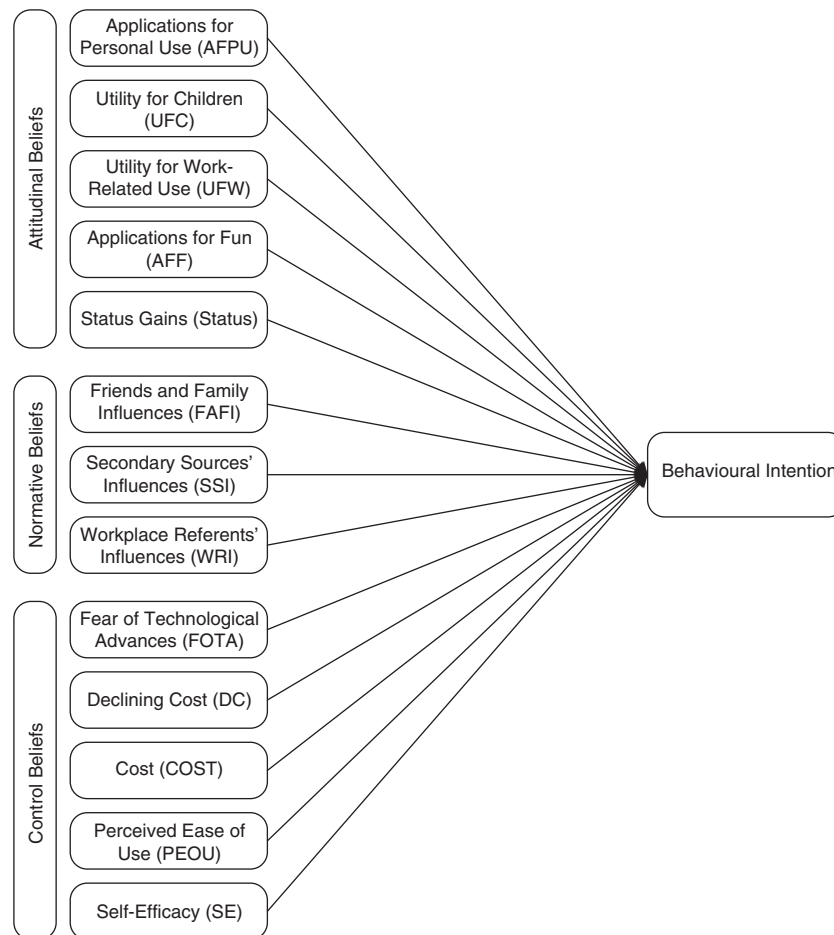 Attitudinal Beliefs
Applications for
Personal Use (AFPU)
Utility for Children
(UFC)
Utility for Work-
Related Use (UFW)
Applications for Fun
(AFF)
Status Gains (Status)
Normative Beliefs
Friends and Family
Influences (FAFI)
Secondary Sources'
Influences (SSI)
Workplace Referents'
Influences (WRI)
Control Beliefs
Fear of Technological
Advances (FOTA)
Declining Cost (DC)
Cost (COST)
Perceived Ease of
Use (PEOU)
Self-Efficacy (SE)
Behavioural Intention